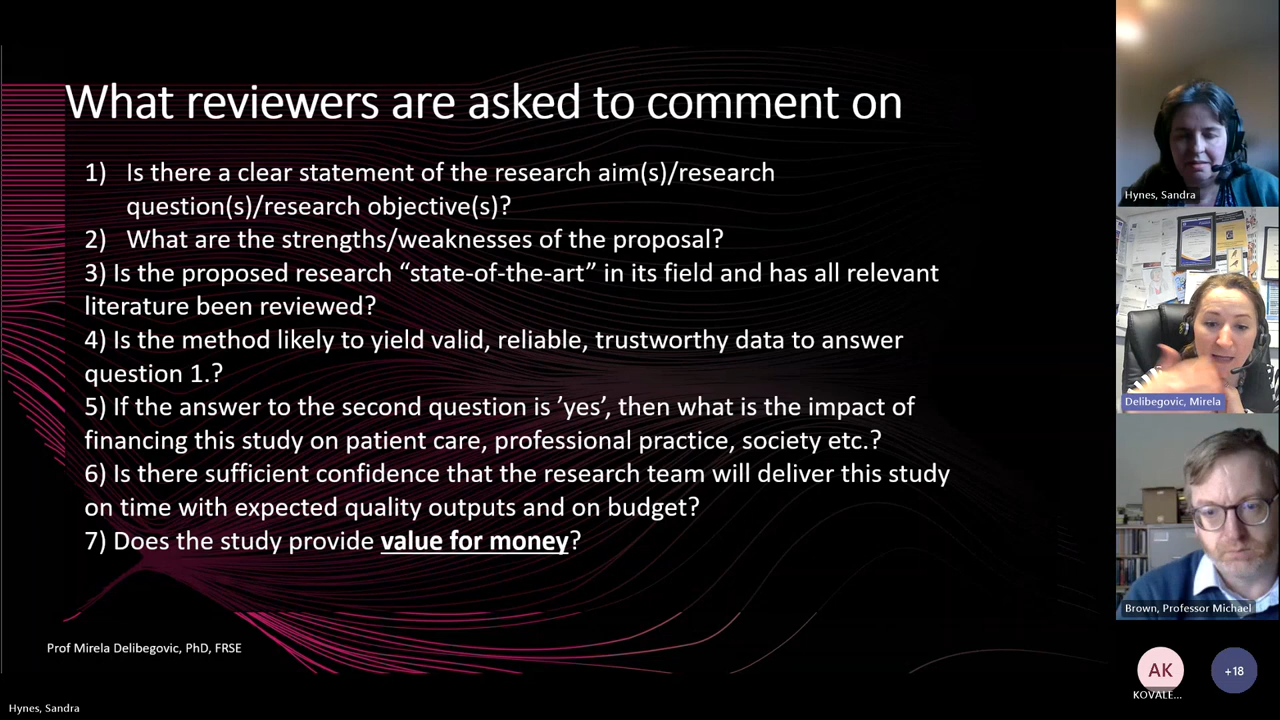 What reviewers are asked to comment on
1) Is there a clear statement of the research aim(s)/research
question(s)/research objective(s)?
2) What are the strengths/weaknesses of the proposal?
3) Is the proposed research “state-of-the-art” in its field and has all relevant
literature been reviewed?
4) Is the method likely to yield valid, reliable, trustworthy data to answer
question 1.?
5) If the answer to the second question is ’yes’, then what is the impact of
financing this study on patient care, professional practice, society etc.?
6) Is there sufficient confidence that the research team will deliver this study
on time with expected quality outputs and on budget?
7) Does the study provide value for money?
Prof Mirela Delibegovic, PhD, FRSE
Hynes, Sandra
Hynes, Sandra
Delibegovic, Mirela
Brown, Professor Michael
AK
KOVALE...
+18